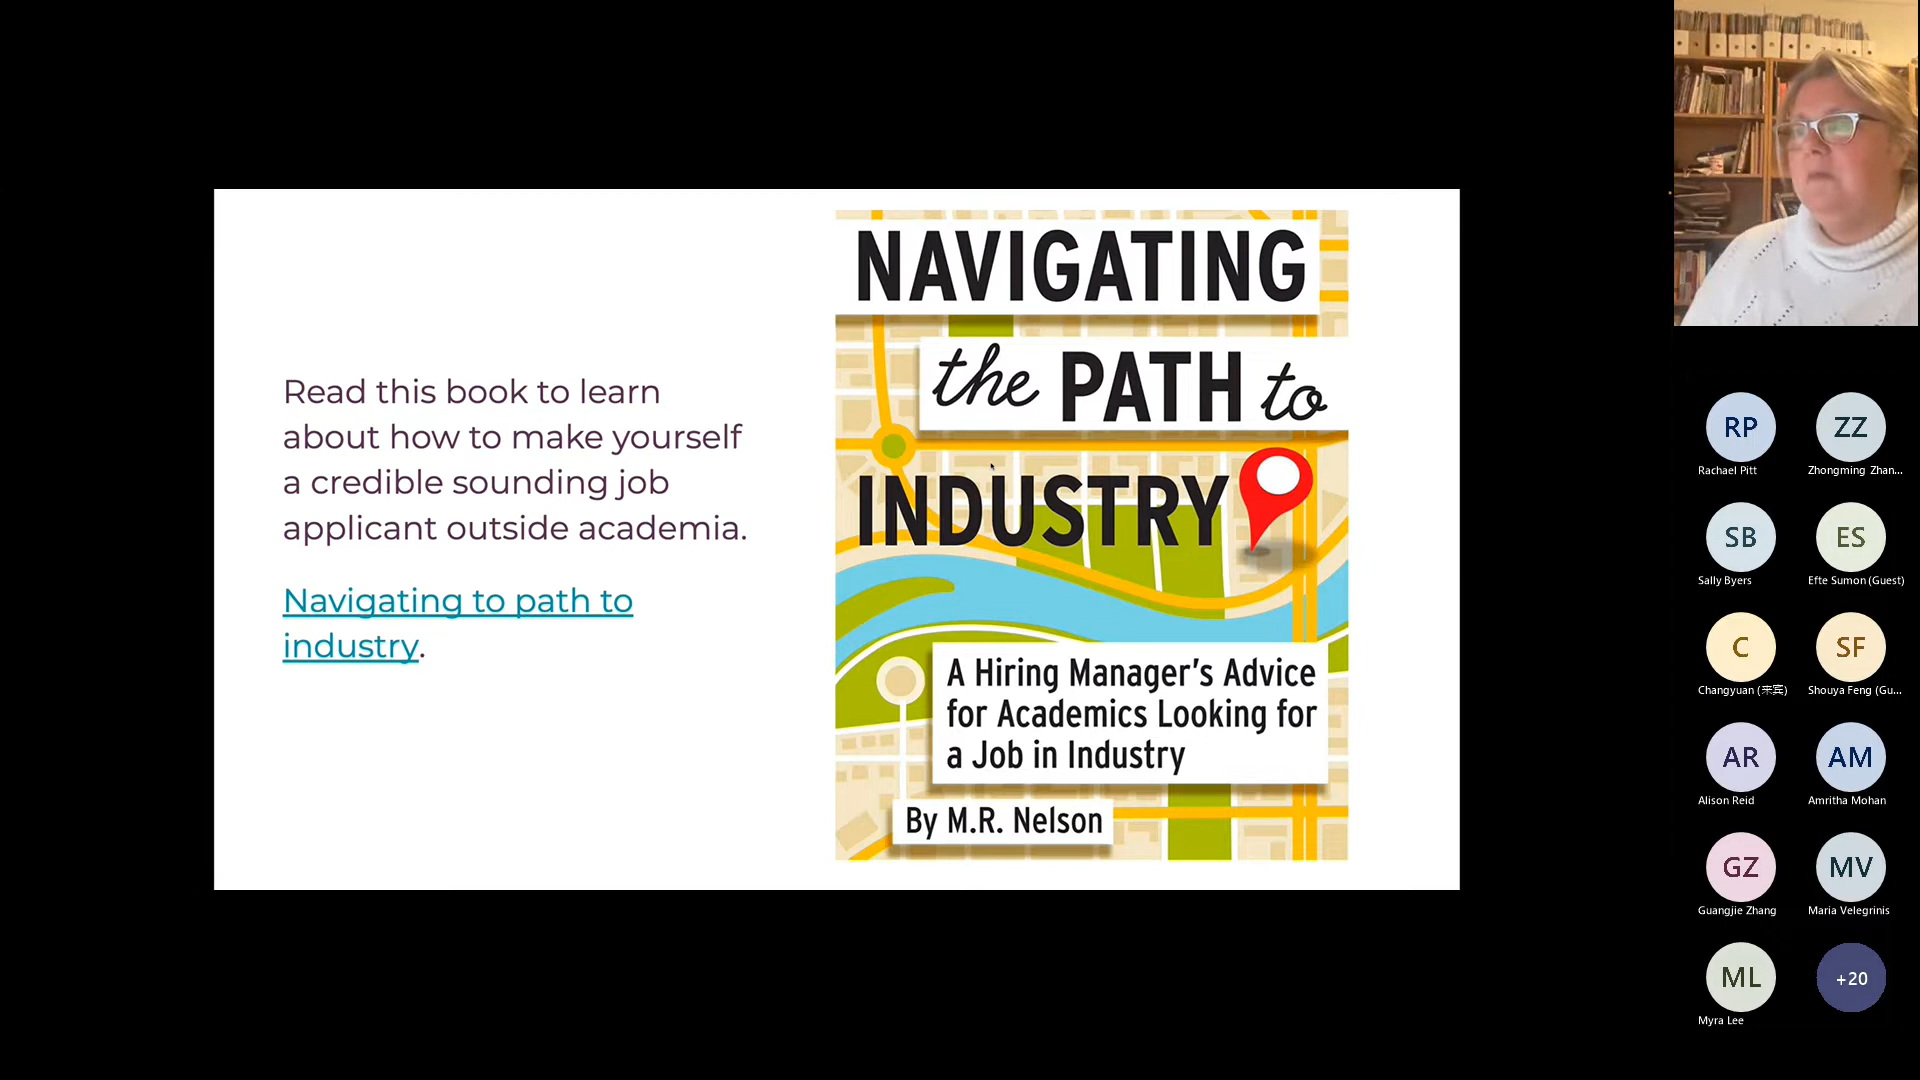 Read this book to learn
about how to make yourself
a credible sounding job
applicant outside academia.
Navigating to path to
industry.
NAVIGATING
the PATH to
INDUSTRY
A Hiring Manager's Advice
for Academics Looking for
a Job in Industry
By M.R. Nelson
RP
Rachael Pitt
ZZ
Zhongming Zhan...
SB
Sally Byers
ES
Efte Sumon (Guest)
C
Changyuan (来宾)
SF
Shouya Feng (Gu...
AR
Alison Reid
AM
Amritha Mohan
GZ
Guangjie Zhang
MV
Maria Velegrinis
ML
Myra Lee
+20